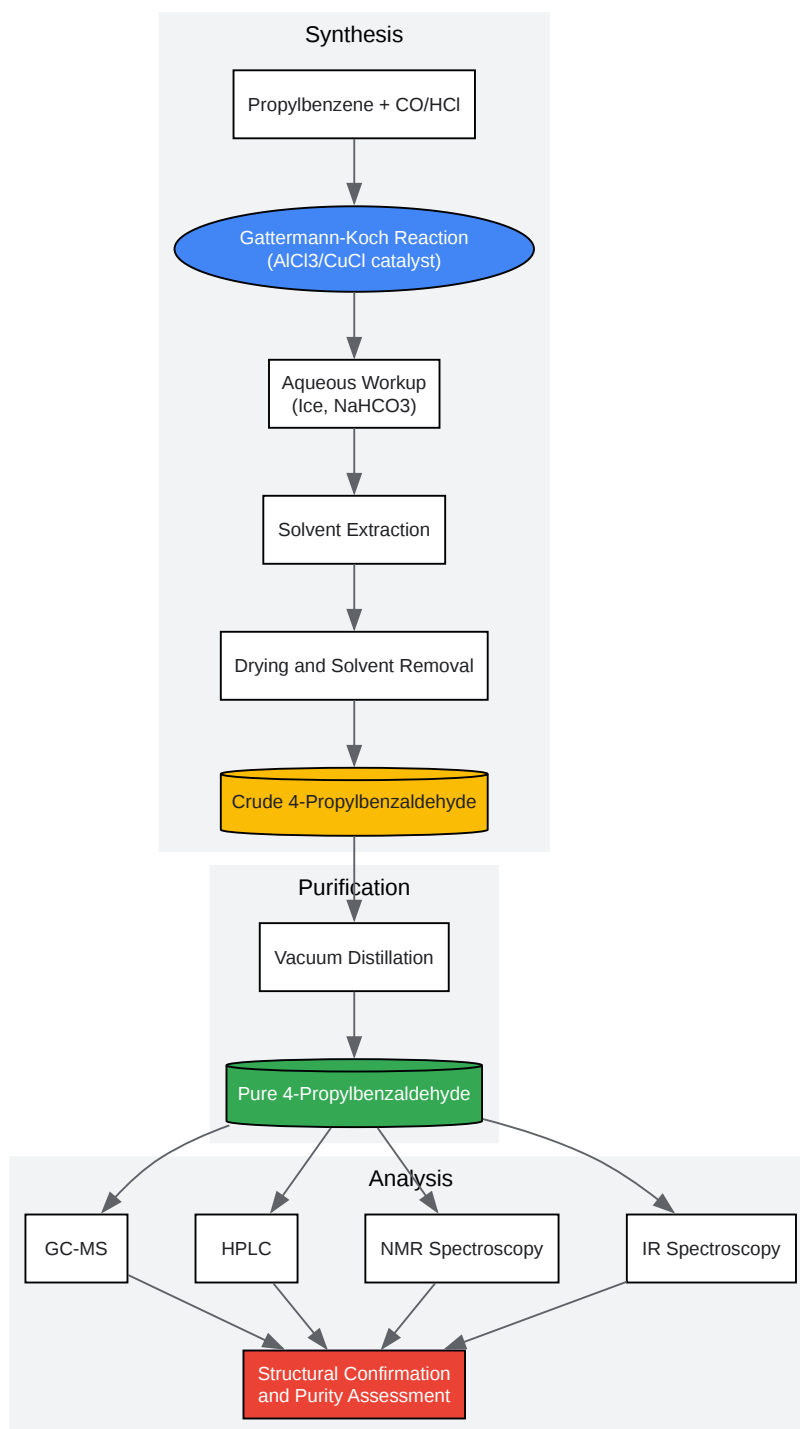 Synthesis
Propylbenzene + CO/HCl
Gattermann-Koch Reaction
(AlCl3/CuCl catalyst)
Aqueous Workup
(Ice, NaHCO3)
Solvent Extraction
Drying and Solvent Removal
Crude 4-Propylbenzaldehyde
Purification
Vacuum Distillation
Pure 4-Propylbenzaldehyde
Analysis
GC-MS
HPLC
NMR Spectroscopy
IR Spectroscopy
Structural Confirmation
and Purity Assessment